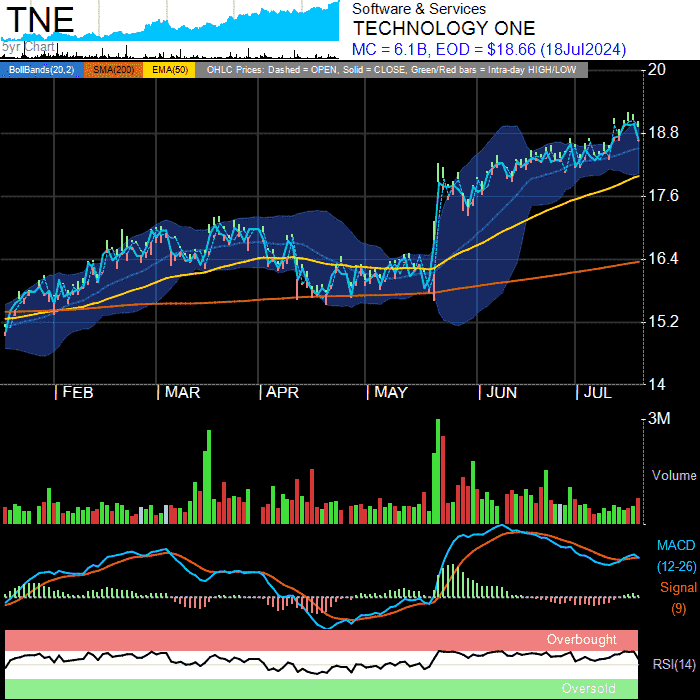 TNE
Software & Services
TECHNOLOGY ONE
MC = 6.1B, EOD = $18.66 (18Jul2024)
5yr Chart
BollBands(20,2) SMA(200) EMA(50) OHLC Prices: Dashed = OPEN, Solid = CLOSE, Green/Red bars = Intra-day HIGH/LOW
20
18.8
17.6
16.4
15.2
14
| FEB | MAR | APR | MAY | JUN | JUL
3M
Volume
MACD
(12-26)
Signal
(9)
Overbought
RSI(14)
Oversold